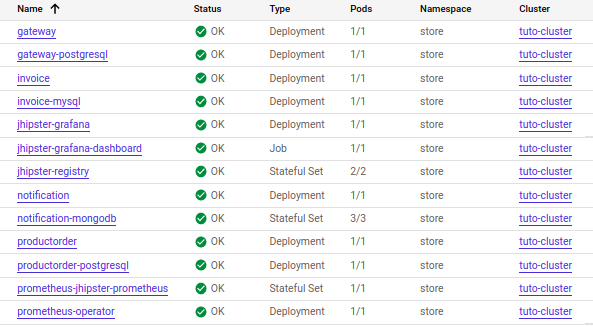 Name ↑ Status Type Pods Namespace Cluster
gateway OK Deployment 1/1 store tuto-cluster
gateway-postgresql OK Deployment 1/1 store tuto-cluster
invoice OK Deployment 1/1 store tuto-cluster
invoice-mysql OK Deployment 1/1 store tuto-cluster
jhipster-grafana OK Deployment 1/1 store tuto-cluster
jhipster-grafana-dashboard OK Job 1/1 store tuto-cluster
jhipster-registry OK Stateful Set 2/2 store tuto-cluster
notification OK Deployment 1/1 store tuto-cluster
notification-mongodb OK Stateful Set 3/3 store tuto-cluster
productorder OK Deployment 1/1 store tuto-cluster
productorder-postgresql OK Deployment 1/1 store tuto-cluster
prometheus-jhipster-prometheus OK Stateful Set 1/1 store tuto-cluster
prometheus-operator OK Deployment 1/1 store tuto-cluster